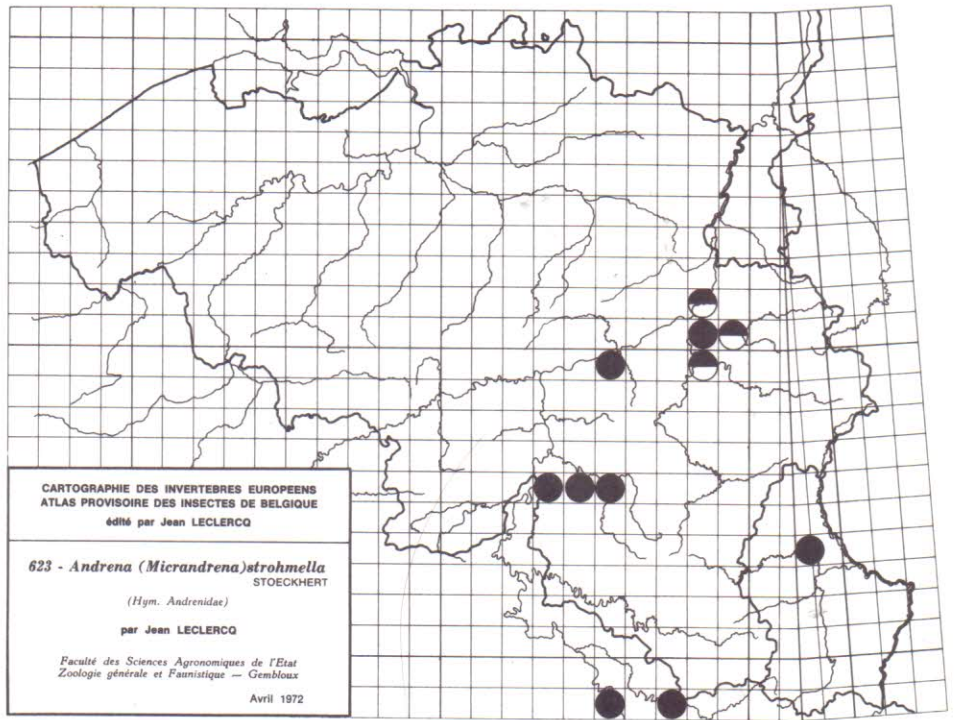 CARTOGRAPHIE DES INVERTEBRES EUROPEENS
ATLAS PROVISOIRE DES INSECTES DE BELGIQUE
édité par Jean LECLERCQ
623 - Andrena (Micrandrena)strohmella
STOECKHERT
(Hym. Andrenidae)
par Jean LECLERCQ
Faculté des Sciences Agronomiques de l'Etat
Zoologie générale et Faunistique — Gembloux
Avril 1972